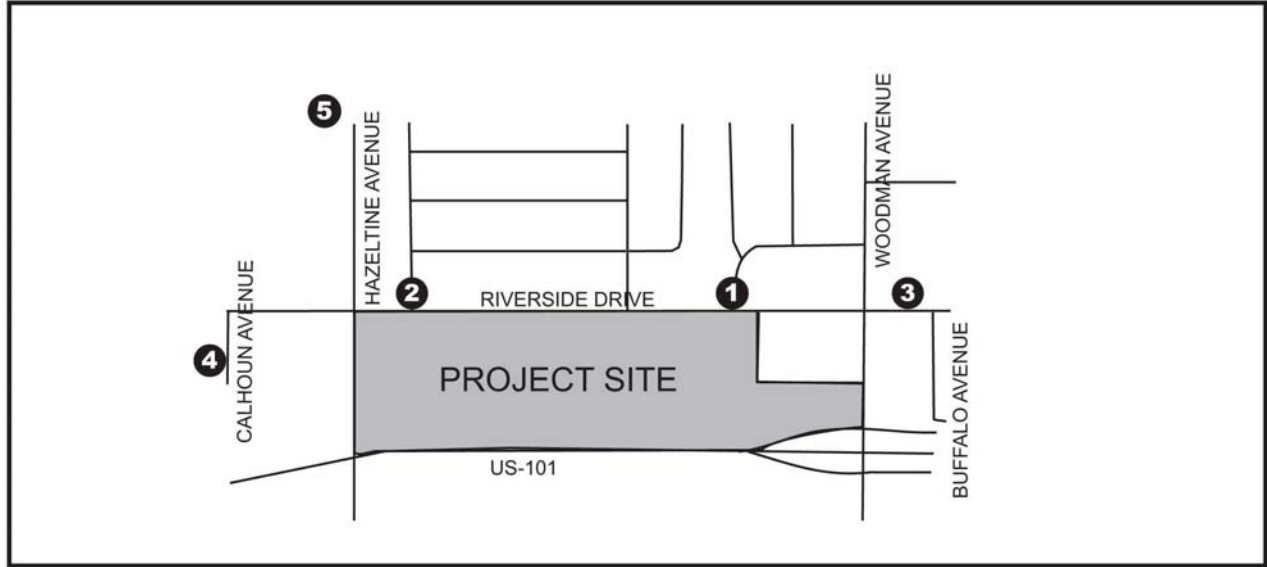 5
HAZELTINE AVENUE
WOODMAN AVENUE
CALHOUN AVENUE
2
RIVERSIDE DRIVE
1
3
4
PROJECT SITE
BUFFALO AVENUE
US-101